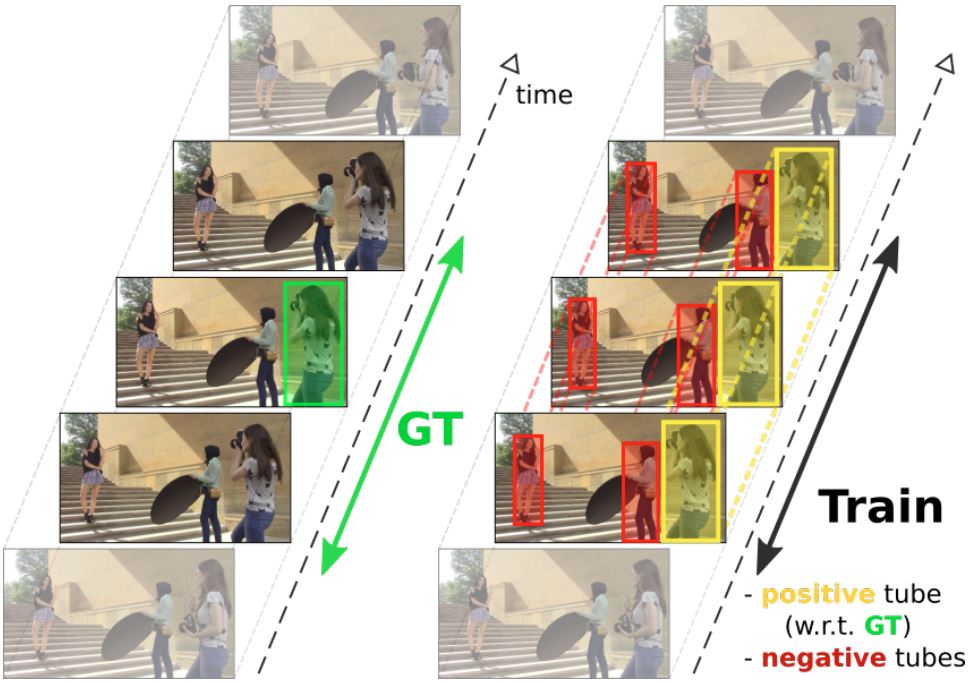 time
GT
Train
- positive tube
(w.r.t. GT)
- negative tubes